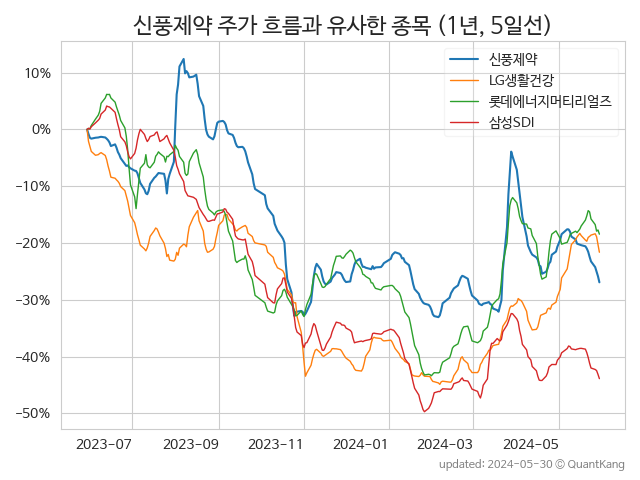 신풍제약 주가 흐름과 유사한 종목 (1년, 5일선)
신풍제약
LG생활건강
롯데에너지머티리얼즈
삼성SDI
10%
0%
−10%
−20%
−30%
−40%
−50%
2023-07 2023-09 2023-11 2024-01 2024-03 2024-05
updated: 2024-05-30 © QuantKang